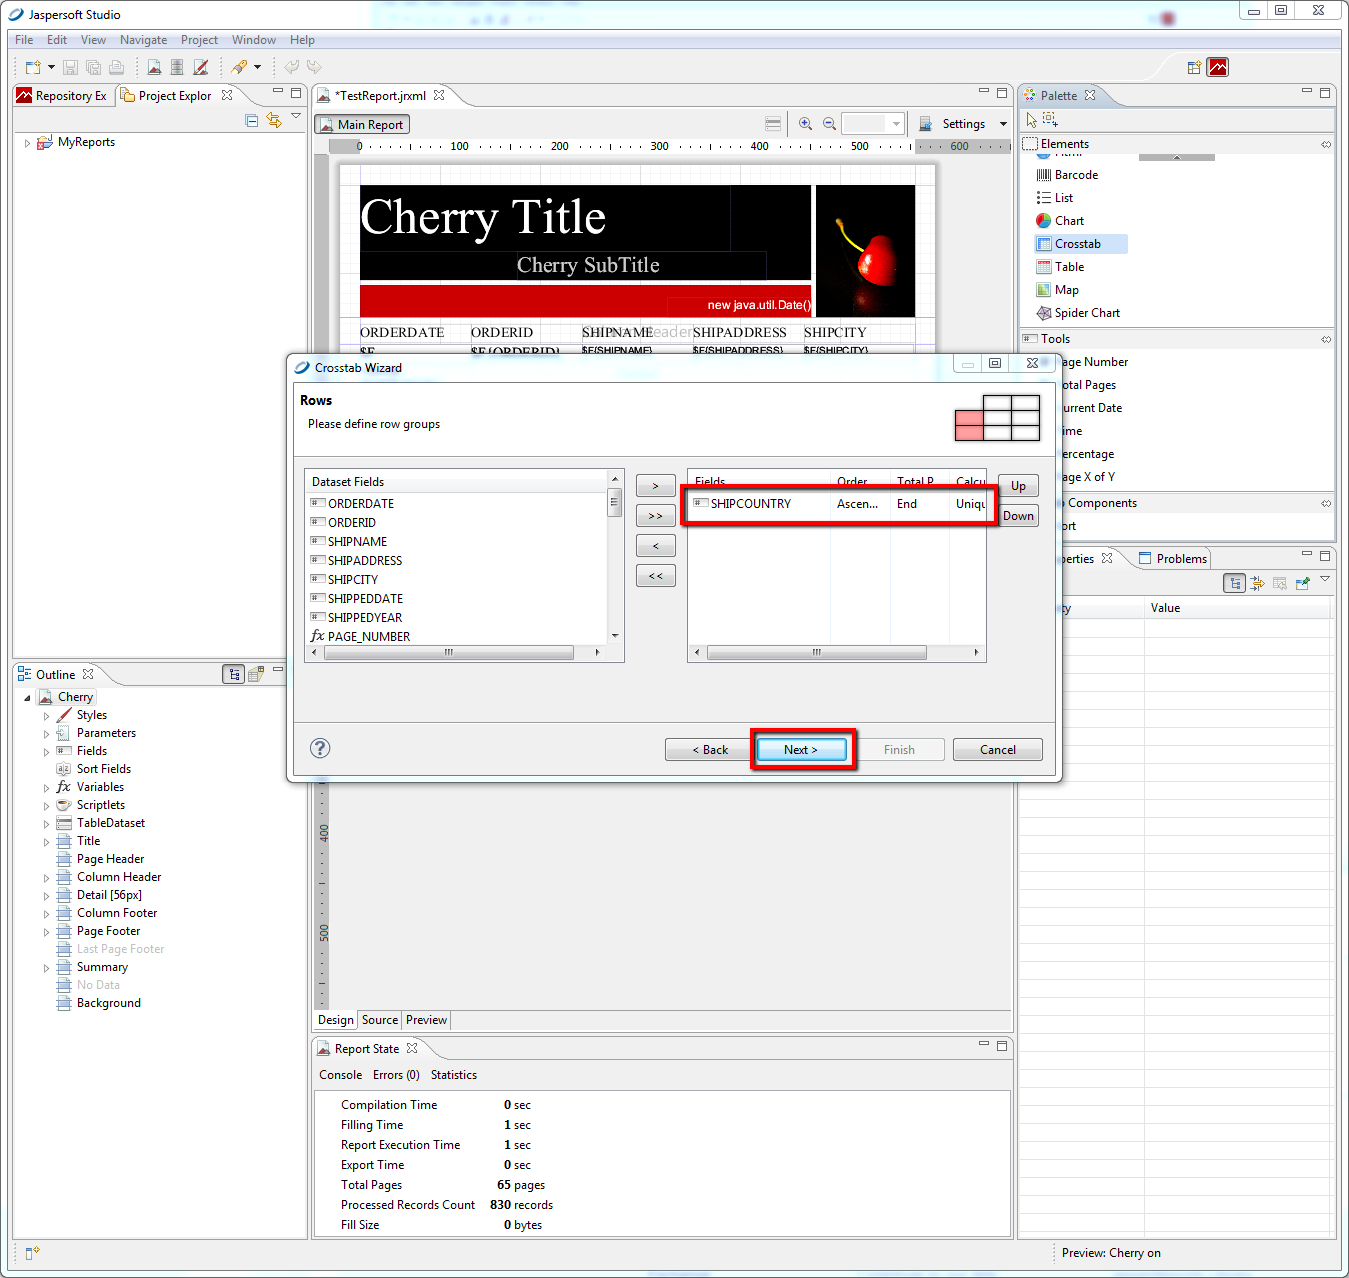 Jaspersoft Studio
File Edit View Navigate Project Window Help
Repository Ex Project Explor
MyReports
*TestReport.jrxml
Main Report
Settings
0 100 200 300 400 500 600
Cherry Title
Cherry SubTitle
new java.util.Date()
ORDERDATE ORDERID SHIPNAME SHIPADDRESS SHIPCITY
$F $F{ORDERID} $F{SHIPNAME} $F{SHIPADDRESS} $F{SHIPCITY}
Palette
Elements
Html
Barcode
List
Chart
Crosstab
Table
Map
Spider Chart
Tools
age Number
otal Pages
urrent Date
ime
ercentage
age X of Y
Components
ort
erties Problems
ty Value
Crosstab Wizard
Rows
Please define row groups
Dataset Fields
ORDERDATE
ORDERID
SHIPNAME
SHIPADDRESS
SHIPCITY
SHIPPEDDATE
SHIPPEDYEAR
fx PAGE_NUMBER
>
>>
<
<<
Fields Order Total P Calcu
SHIPCOUNTRY Ascen... End Uniqu
Up
Down
?
< Back Next > Finish Cancel
Outline
Cherry
Styles
Parameters
Fields
Sort Fields
fx Variables
Scriptlets
TableDataset
Title
Page Header
Column Header
Detail [56px]
Column Footer
Page Footer
Last Page Footer
Summary
No Data
Background
400
500
Design Source Preview
Report State
Console Errors (0) Statistics
Compilation Time 0 sec
Filling Time 1 sec
Report Execution Time 1 sec
Export Time 0 sec
Total Pages 65 pages
Processed Records Count 830 records
Fill Size 0 bytes
Preview: Cherry on